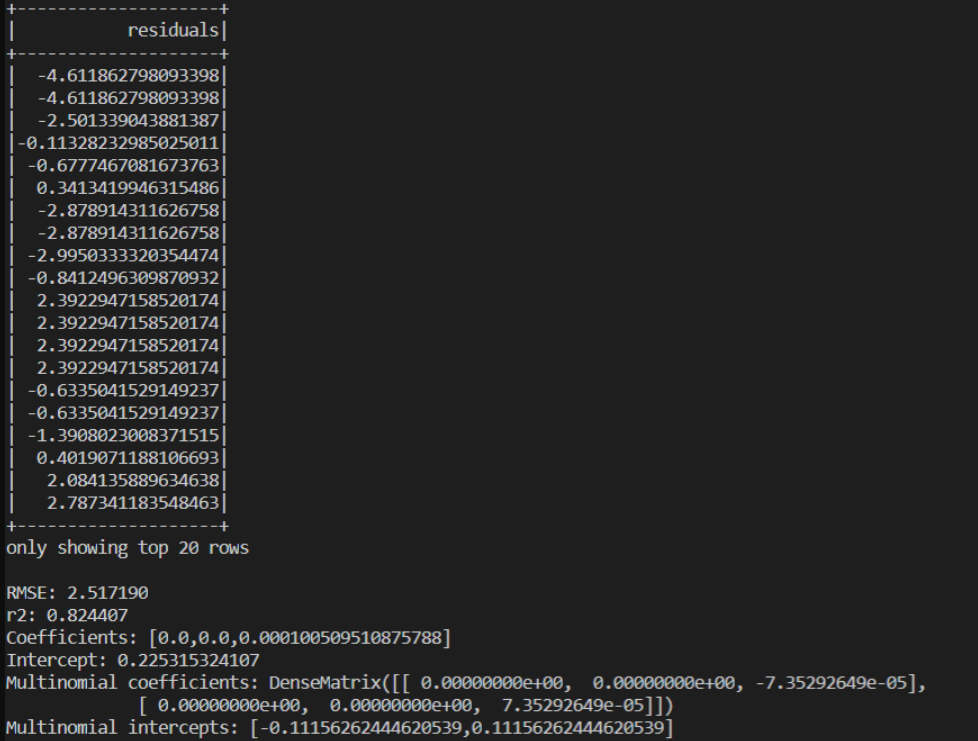 +--------------------+
|           residuals|
+--------------------+
|  -4.611862798093398|
|  -4.611862798093398|
|  -2.501339043881387|
|-0.11328232985025011|
| -0.6777467081673763|
|  0.3413419946315486|
|  -2.878914311626758|
|  -2.878914311626758|
| -2.9950333320354474|
| -0.8412496309870932|
|  2.3922947158520174|
|  2.3922947158520174|
|  2.3922947158520174|
|  2.3922947158520174|
| -0.6335041529149237|
| -0.6335041529149237|
| -1.3908023008371515|
|  0.4019071188106693|
|   2.084135889634638|
|   2.787341183548463|
+--------------------+
only showing top 20 rows

RMSE: 2.517190
r2: 0.824407
Coefficients: [0.0,0.0,0.000100509510875788]
Intercept: 0.225315324107
Multinomial coefficients: DenseMatrix([[ 0.00000000e+00,  0.00000000e+00, -7.35292649e-05],
             [ 0.00000000e+00,  0.00000000e+00,  7.35292649e-05]])
Multinomial intercepts: [-0.11156262444620539,0.11156262444620539]